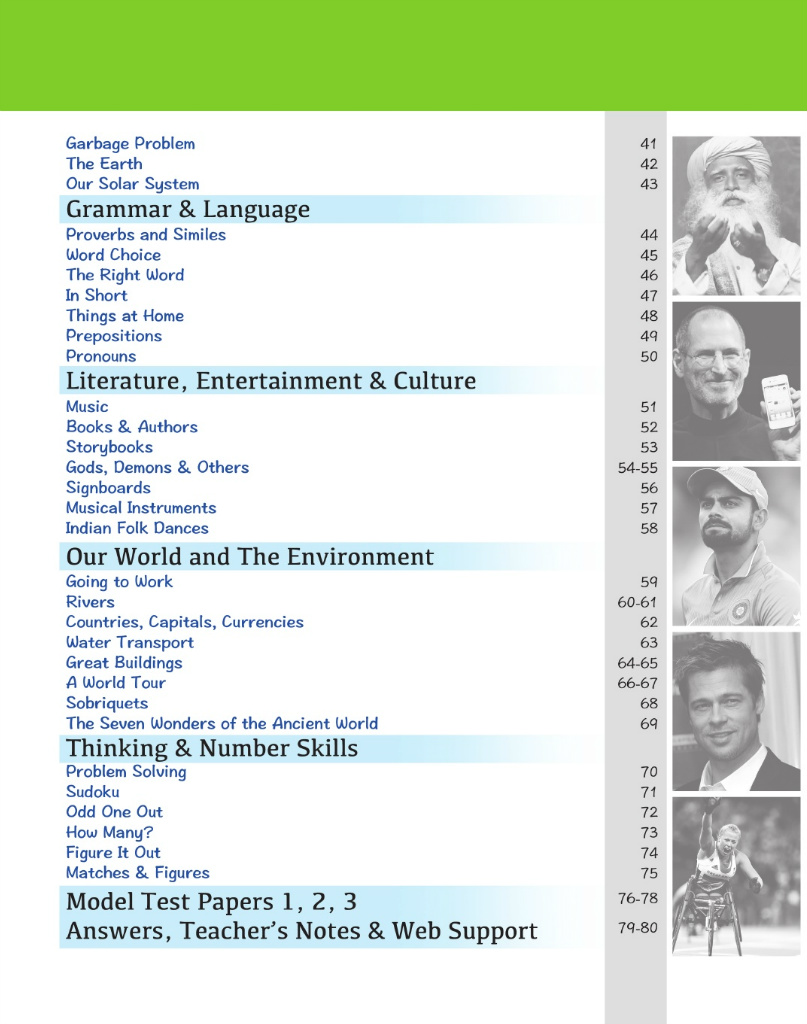 Garbage Problem 41
The Earth 42
Our Solar System 43
Grammar & Language
Proverbs and Similes 44
Word Choice 45
The Right Word 46
In Short 47
Things at Home 48
Prepositions 49
Pronouns 50
Literature, Entertainment & Culture
Music 51
Books & Authors 52
Storybooks 53
Gods, Demons & Others 54-55
Signboards 56
Musical Instruments 57
Indian Folk Dances 58
Our World and The Environment
Going to Work 59
Rivers 60-61
Countries, Capitals, Currencies 62
Water Transport 63
Great Buildings 64-65
A World Tour 66-67
Sobriquets 68
The Seven Wonders of the Ancient World 69
Thinking & Number Skills
Problem Solving 70
Sudoku 71
Odd One Out 72
How Many? 73
Figure It Out 74
Matches & Figures 75
Model Test Papers 1, 2, 3 76-78
Answers, Teacher's Notes & Web Support 79-80